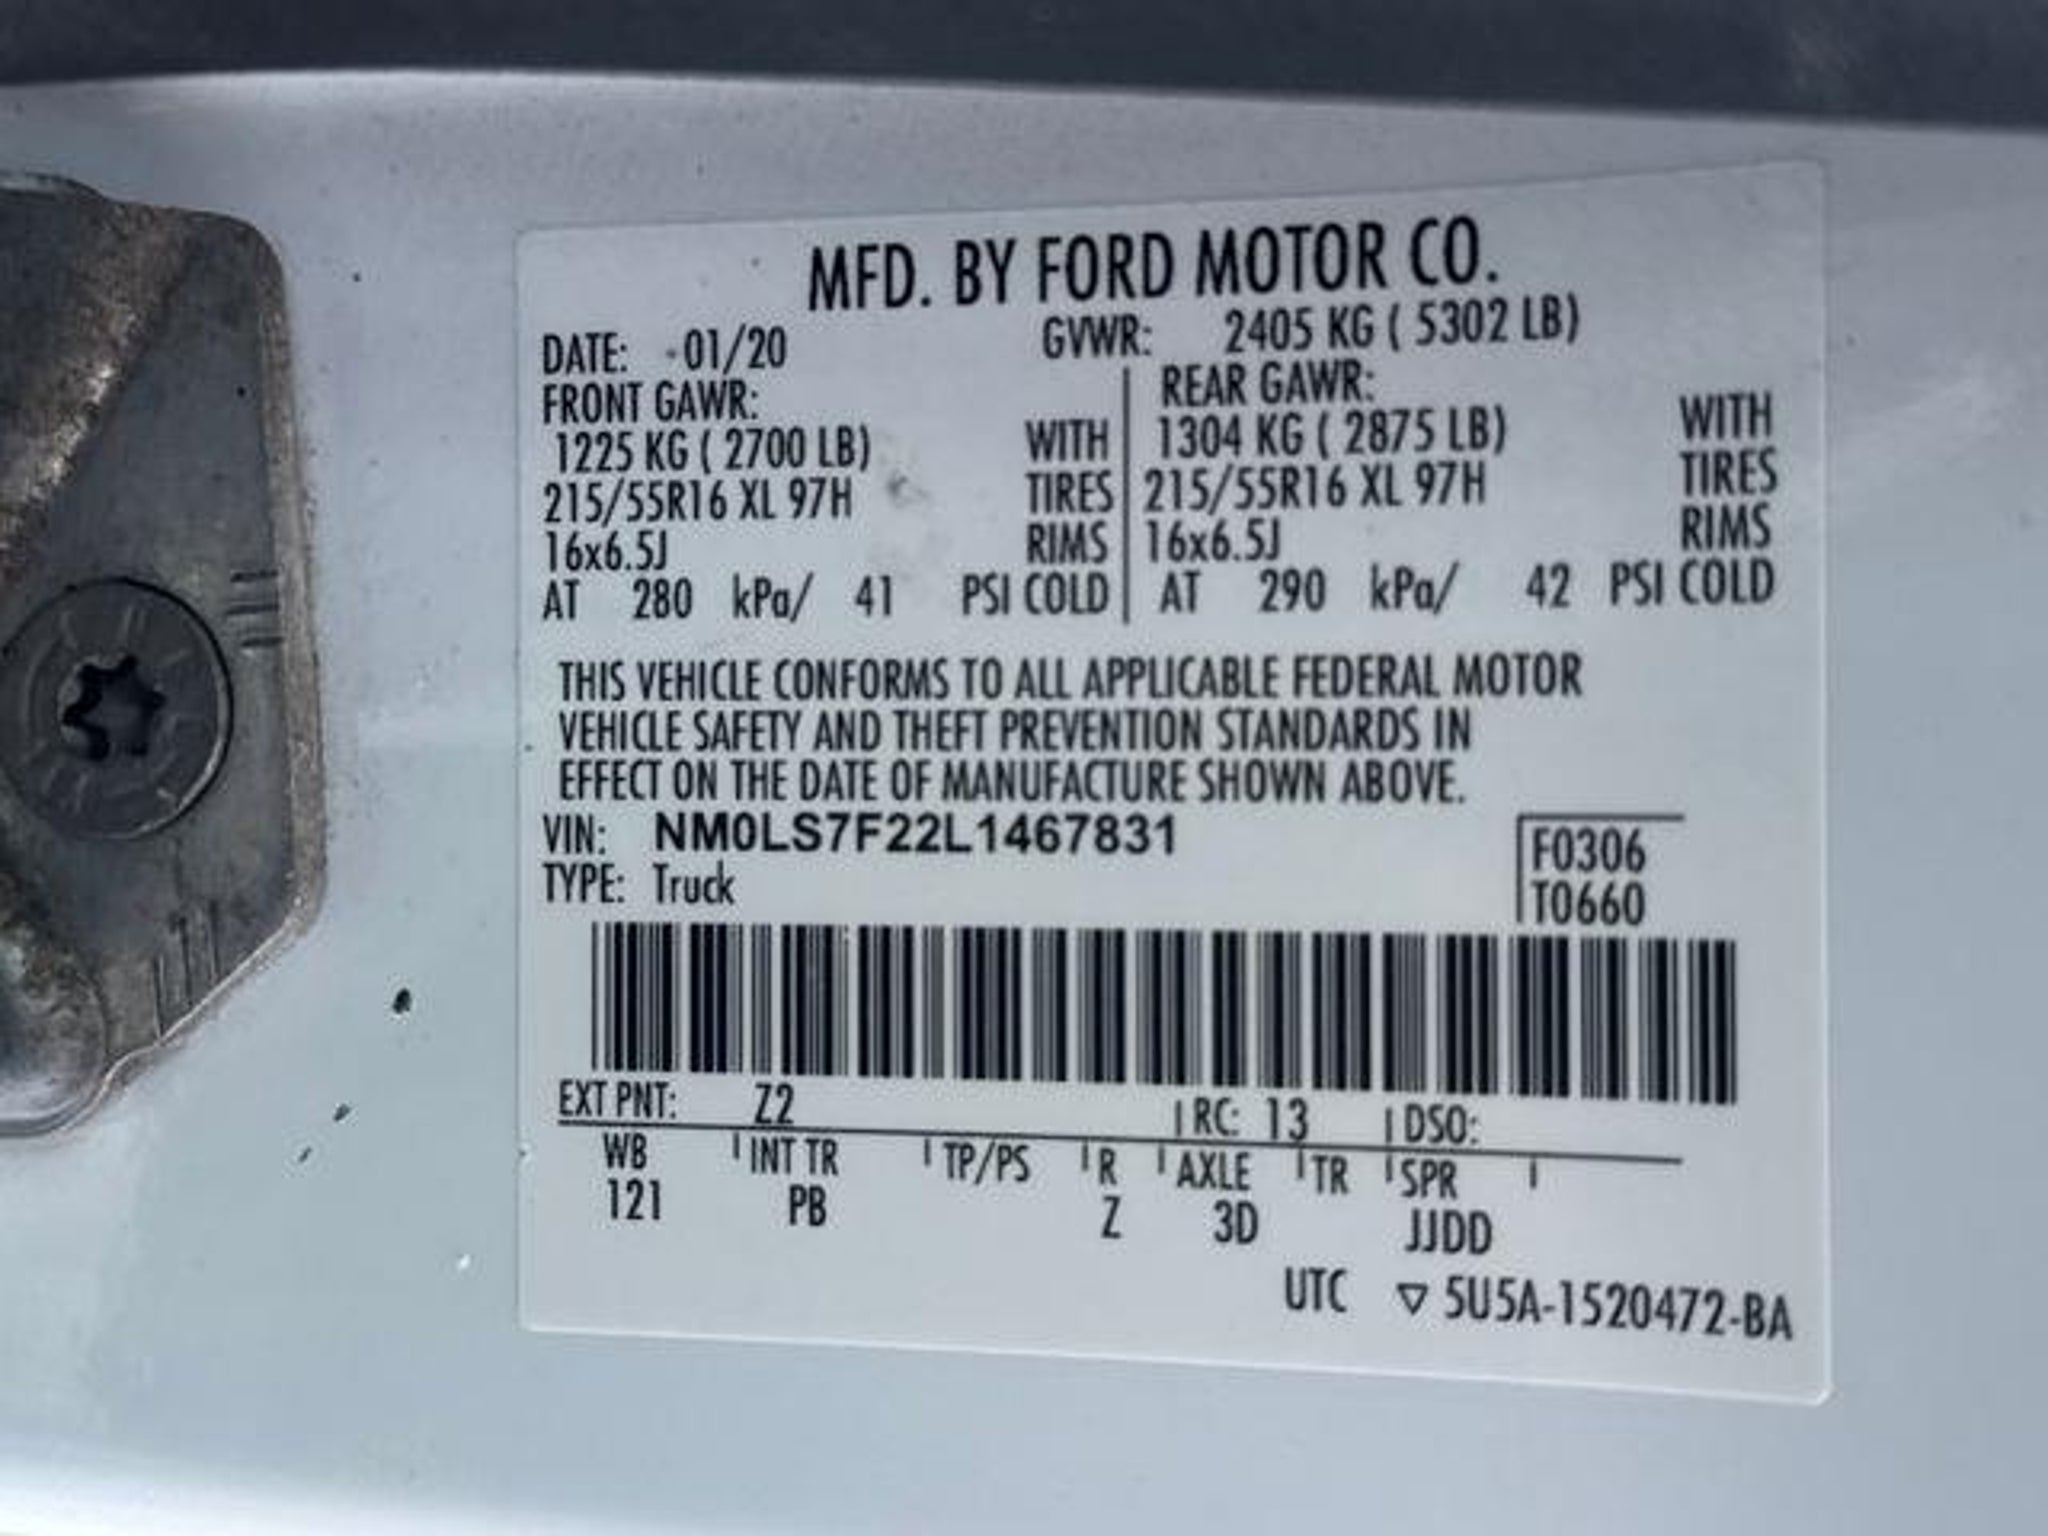 MFD. BY FORD MOTOR CO.
DATE: 01/20 GVWR: 2405 KG ( 5302 LB)
FRONT GAWR: REAR GAWR:
1225 KG ( 2700 LB) WITH 1304 KG ( 2875 LB) WITH
215/55R16 XL 97H TIRES 215/55R16 XL 97H TIRES
16x6.5J RIMS 16x6.5J RIMS
AT 280 kPa/ 41 PSI COLD AT 290 kPa/ 42 PSI COLD
THIS VEHICLE CONFORMS TO ALL APPLICABLE FEDERAL MOTOR
VEHICLE SAFETY AND THEFT PREVENTION STANDARDS IN
EFFECT ON THE DATE OF MANUFACTURE SHOWN ABOVE.
VIN: NM0LS7F22L1467831 F0306
TYPE: Truck T0660
EXT PNT: Z2 RC: 13 DSO:
WB INT TR TP/PS R AXLE TR SPR
121 PB Z 3D JJDD
UTC ▽ 5U5A-1520472-BA